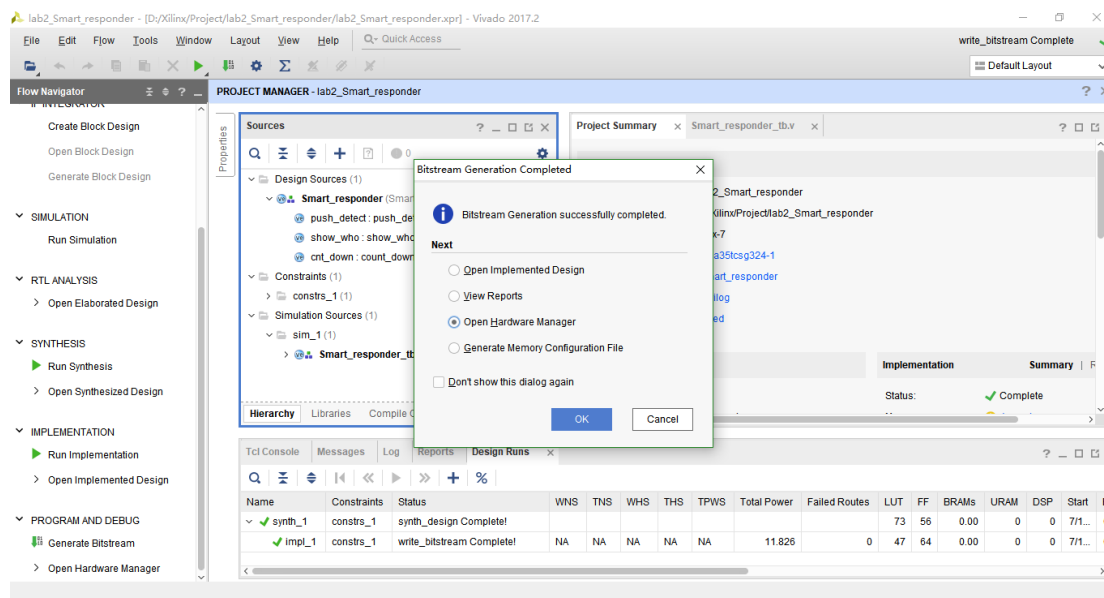 lab2_Smart_responder - [D:/Xilinx/Project/lab2_Smart_responder/lab2_Smart_responder.xpr] - Vivado 2017.2
File Edit Flow Tools Window Layout View Help Quick Access write_bitstream Complete
Default Layout
Flow Navigator
PROJECT MANAGER - lab2_Smart_responder
IP INTEGRATOR
Create Block Design
Open Block Design
Generate Block Design
SIMULATION
Run Simulation
RTL ANALYSIS
Open Elaborated Design
SYNTHESIS
Run Synthesis
Open Synthesized Design
IMPLEMENTATION
Run Implementation
Open Implemented Design
PROGRAM AND DEBUG
Generate Bitstream
Open Hardware Manager
Properties
Sources
0
Design Sources (1)
Smart_responder (Smar
push_detect : push_de
show_who : show_who
cnt_down : count_down
Constraints (1)
constrs_1 (1)
Simulation Sources (1)
sim_1 (1)
Smart_responder_tb
Hierarchy Libraries Compile
Project Summary Smart_responder_tb.v
2_Smart_responder
Xilinx/Project/lab2_Smart_responder
x-7
a35tcsg324-1
art_responder
ilog
ed
Implementation Summary |
Status: Complete
Bitstream Generation Completed
Bitstream Generation successfully completed.
Next
Open Implemented Design
View Reports
Open Hardware Manager
Generate Memory Configuration File
Don't show this dialog again
OK Cancel
Tcl Console Messages Log Reports Design Runs
Name Constraints Status WNS TNS WHS THS TPWS Total Power Failed Routes LUT FF BRAMs URAM DSP Start
synth_1 constrs_1 synth_design Complete! 73 56 0.00 0 0 7/1...
impl_1 constrs_1 write_bitstream Complete! NA NA NA NA NA 11.826 0 47 64 0.00 0 0 7/1...